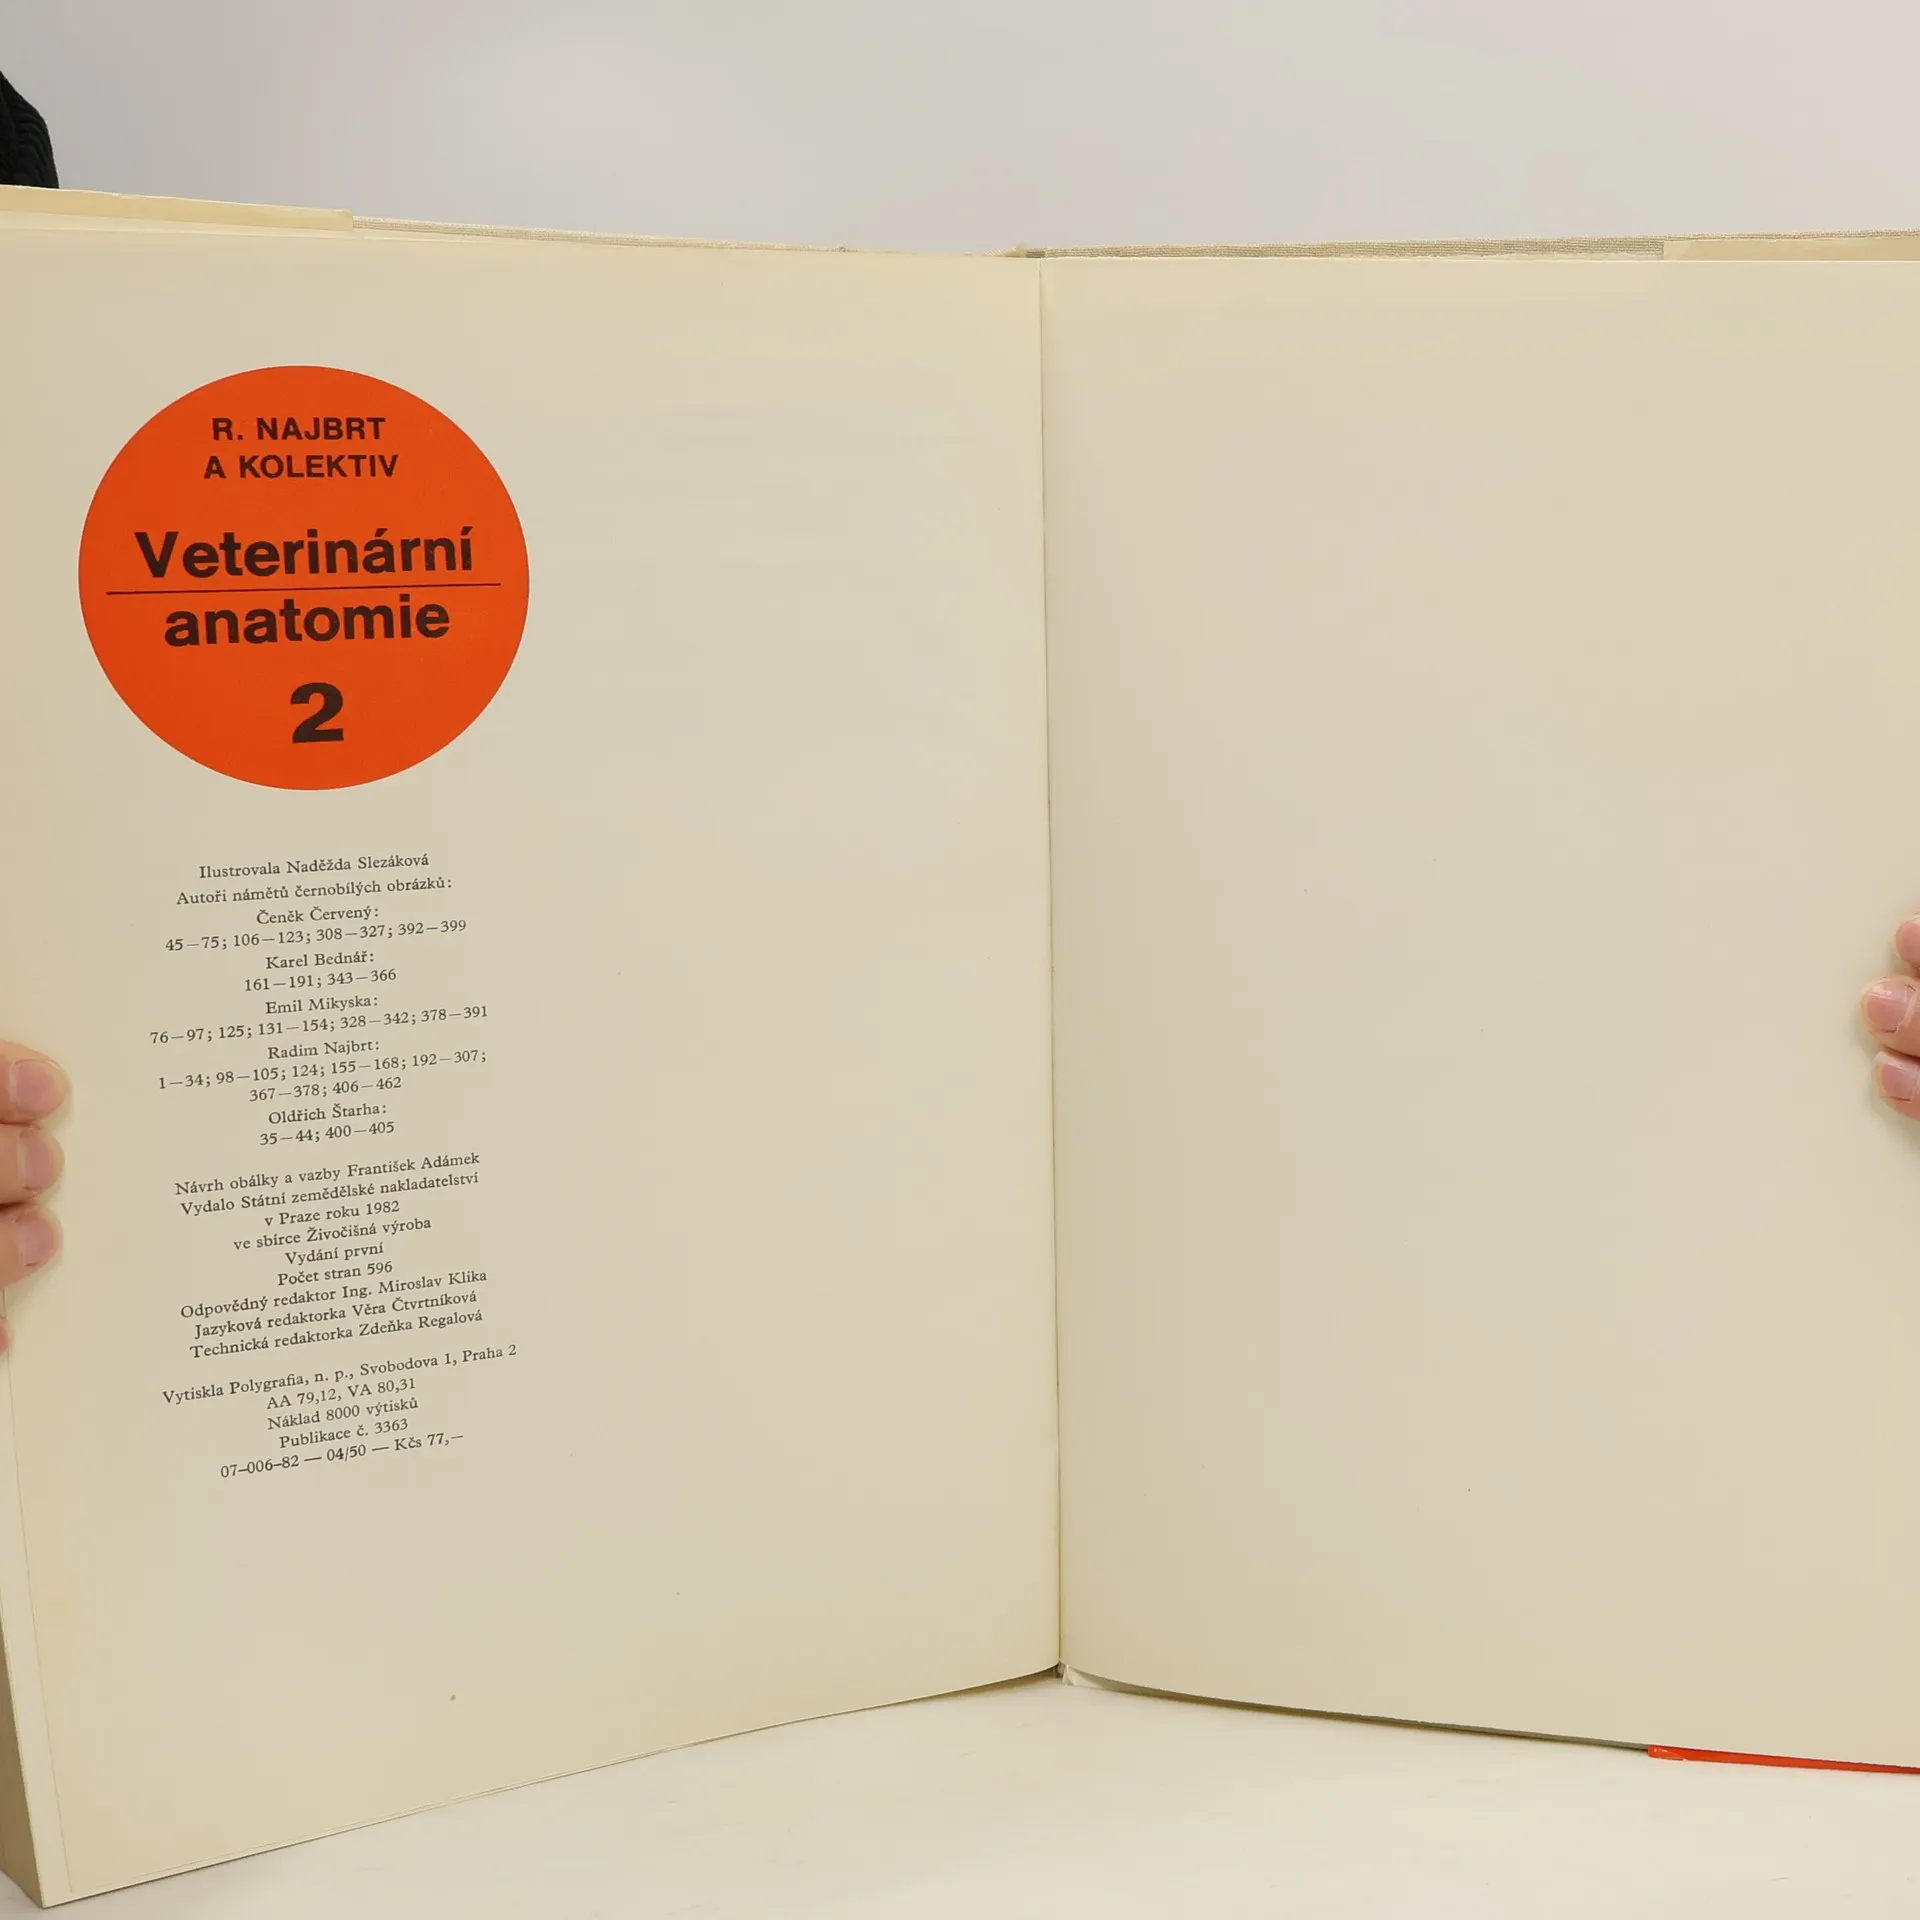 R. NAJBRT
A KOLEKTIV
Veterinární
anatomie
2
Ilustrovala Naděžda Slezáková
Autoři námětů černobílých obrázků:
Čeněk Červený:
45—75; 106—123; 308—327; 392—399
Karel Bednář:
161—191; 343—366
Emil Mikyska:
76—97; 125; 131—154; 328—342; 378—391
Radim Najbrt:
1—34; 98—105; 124; 155—168; 192—307;
367—378; 406—462
Oldřich Štarha:
35—44; 400—405
Návrh obálky a vazby František Adámek
Vydalo Státní zemědělské nakladatelství
v Praze roku 1982
ve sbírce Živočišná výroba
Vydání první
Počet stran 596
Odpovědný redaktor Ing. Miroslav Klika
Jazyková redaktorka Věra Čtvrtníková
Technická redaktorka Zdeňka Regalová
Vytiskla Polygrafia, n. p., Svobodova 1, Praha 2
AA 79,12, VA 80,31
Náklad 8000 výtisků
Publikace č. 3363
07–006–82 — 04/50 — Kčs 77,—